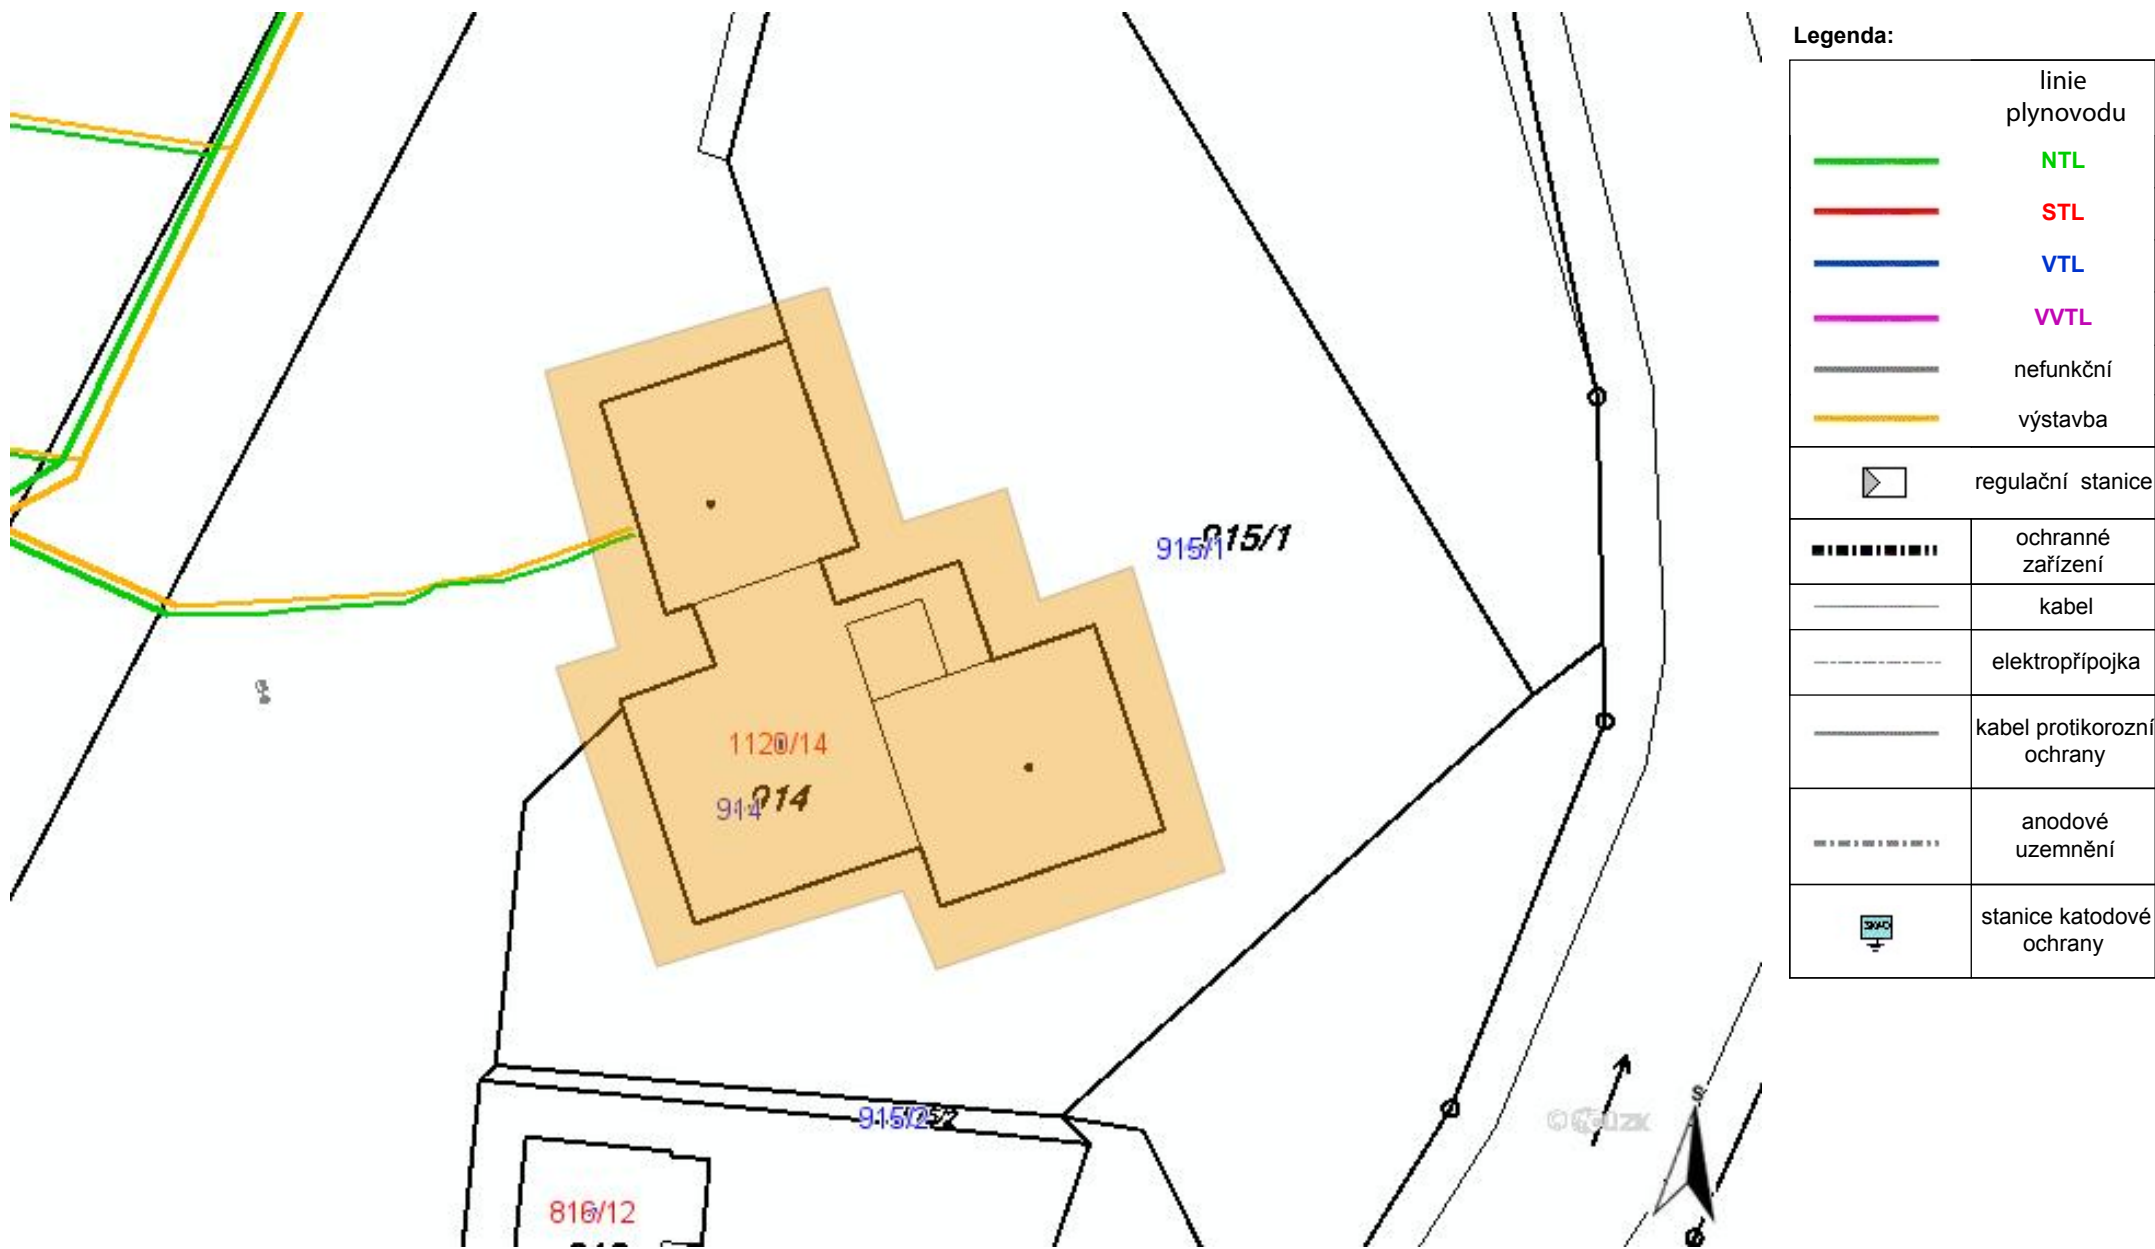 Legenda:
linie
plynovodu
NTL
STL
VTL
VVTL
nefunkční
výstavba
regulační stanice
ochranné
zařízení
kabel
elektropřípojka
kabel protikorozní
ochrany
anodové
uzemnění
stanice katodové
ochrany
915/1
915/1
1120/14
914
914
915/2
816/12
S